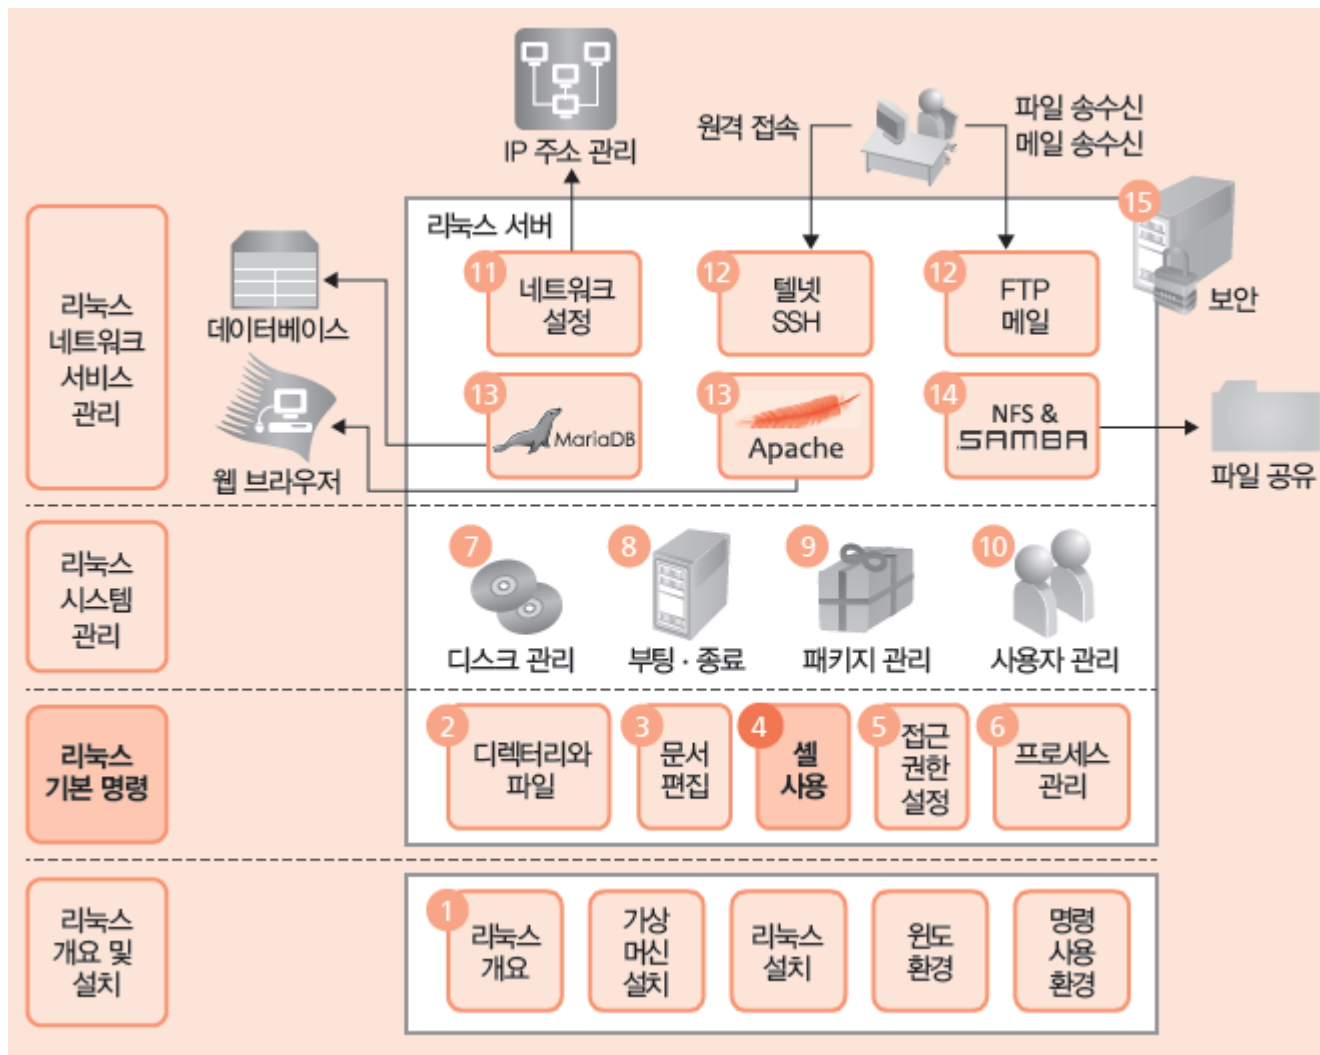 IP 주소 관리
원격 접속
파일 송수신
메일 송수신
15
보안
리눅스
네트워크
서비스
관리
리눅스 서버
11
네트워크
설정
12
텔넷
SSH
12
FTP
메일
데이터베이스
웹 브라우저
13
MariaDB
13
Apache
14
NFS &
SAMBA
파일 공유
리눅스
시스템
관리
7
디스크 관리
8
부팅 · 종료
9
패키지 관리
10
사용자 관리
리눅스
기본 명령
2
디렉터리와
파일
3
문서
편집
4
셸
사용
5
접근
권한
설정
6
프로세스
관리
리눅스
개요 및
설치
1
리눅스
개요
가상
머신
설치
리눅스
설치
윈도
환경
명령
사용
환경